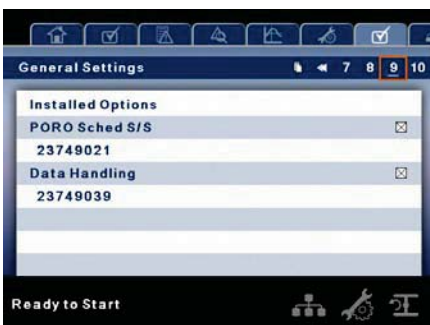 General Settings 7 8 9 10
Installed Options
PORO Sched S/S
23749021
Data Handling
23749039
Ready to Start